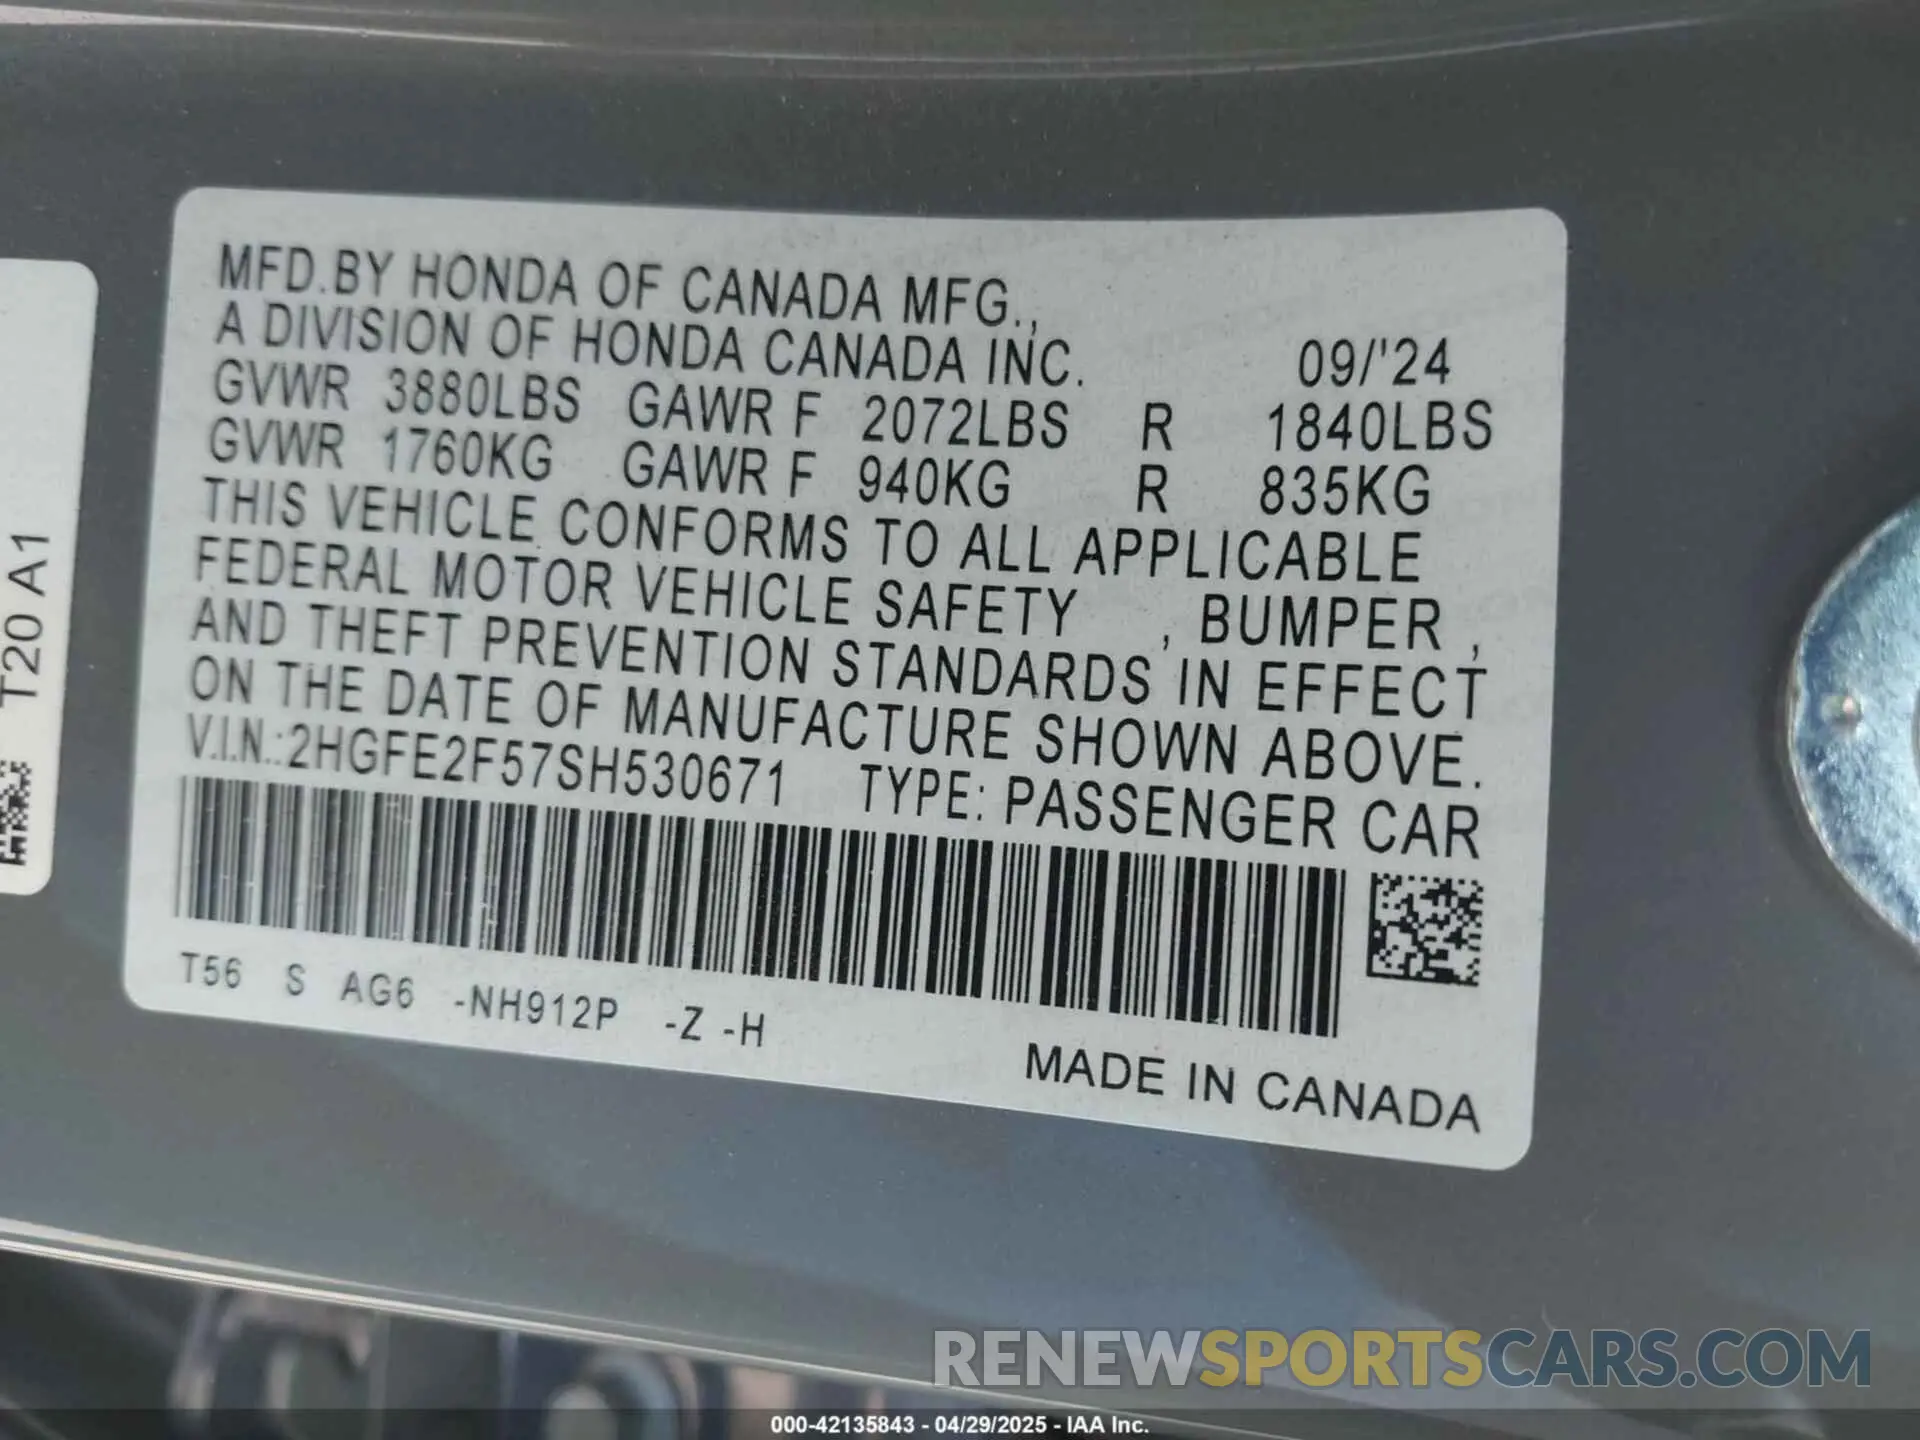 MFD.BY HONDA OF CANADA MFG.,
A DIVISION OF HONDA CANADA INC. 09/'24
GVWR 3880LBS GAWR F 2072LBS R 1840LBS
GVWR 1760KG GAWR F 940KG R 835KG
THIS VEHICLE CONFORMS TO ALL APPLICABLE
FEDERAL MOTOR VEHICLE SAFETY , BUMPER ,
AND THEFT PREVENTION STANDARDS IN EFFECT
ON THE DATE OF MANUFACTURE SHOWN ABOVE.
V.I.N.:2HGFE2F57SH530671 TYPE: PASSENGER CAR
T56 S AG6 -NH912P -Z -H
MADE IN CANADA
T20 A1
RENEWSPORTSCARS.COM
000-42135843 - 04/29/2025 - IAA Inc.